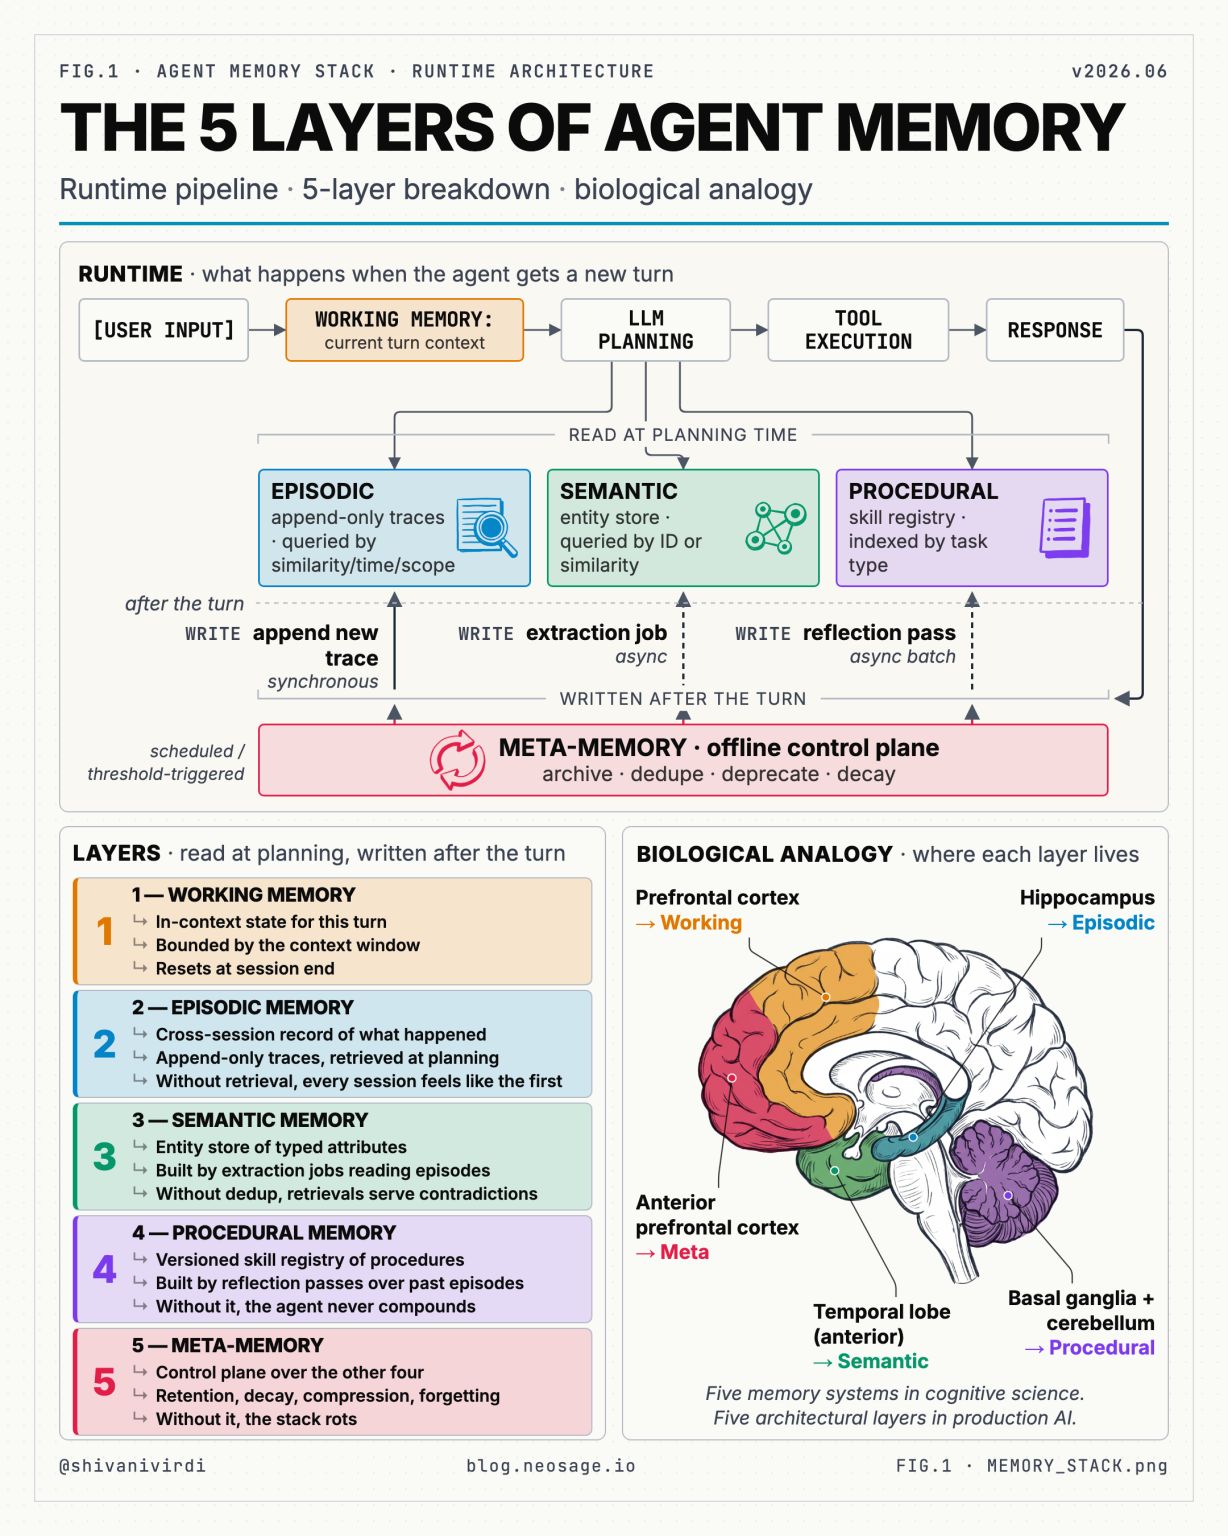 FIG.1 · AGENT MEMORY STACK · RUNTIME ARCHITECTURE
v2026.06
THE 5 LAYERS OF AGENT MEMORY
Runtime pipeline · 5-layer breakdown · biological analogy
RUNTIME · what happens when the agent gets a new turn
[USER INPUT]
WORKING MEMORY:
current turn context
LLM
PLANNING
TOOL
EXECUTION
RESPONSE
READ AT PLANNING TIME
EPISODIC
append-only traces
· queried by
similarity/time/scope
SEMANTIC
entity store ·
queried by ID or
similarity
PROCEDURAL
skill registry ·
indexed by task
type
after the turn
WRITE append new
trace
synchronous
WRITE extraction job
async
WRITE reflection pass
async batch
WRITTEN AFTER THE TURN
scheduled /
threshold-triggered
META-MEMORY · offline control plane
archive · dedupe · deprecate · decay
LAYERS · read at planning, written after the turn
1
1 — WORKING MEMORY
↳ In-context state for this turn
↳ Bounded by the context window
↳ Resets at session end
2
2 — EPISODIC MEMORY
↳ Cross-session record of what happened
↳ Append-only traces, retrieved at planning
↳ Without retrieval, every session feels like the first
3
3 — SEMANTIC MEMORY
↳ Entity store of typed attributes
↳ Built by extraction jobs reading episodes
↳ Without dedup, retrievals serve contradictions
4
4 — PROCEDURAL MEMORY
↳ Versioned skill registry of procedures
↳ Built by reflection passes over past episodes
↳ Without it, the agent never compounds
5
5 — META-MEMORY
↳ Control plane over the other four
↳ Retention, decay, compression, forgetting
↳ Without it, the stack rots
BIOLOGICAL ANALOGY · where each layer lives
Prefrontal cortex
→ Working
Hippocampus
→ Episodic
Anterior
prefrontal cortex
→ Meta
Temporal lobe
(anterior)
→ Semantic
Basal ganglia +
cerebellum
→ Procedural
Five memory systems in cognitive science.
Five architectural layers in production AI.
@shivanivirdi
blog.neosage.io
FIG.1 · MEMORY_STACK.png